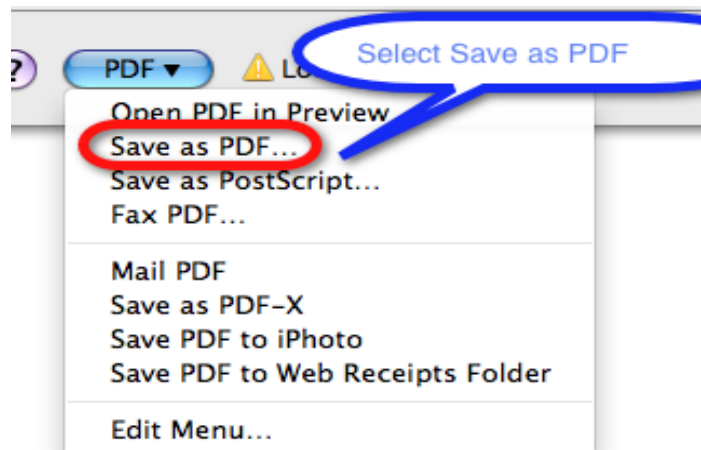 Select Save as PDF
? PDF ▼
Open PDF in Preview
Save as PDF...
Save as PostScript...
Fax PDF...
Mail PDF
Save as PDF-X
Save PDF to iPhoto
Save PDF to Web Receipts Folder
Edit Menu...